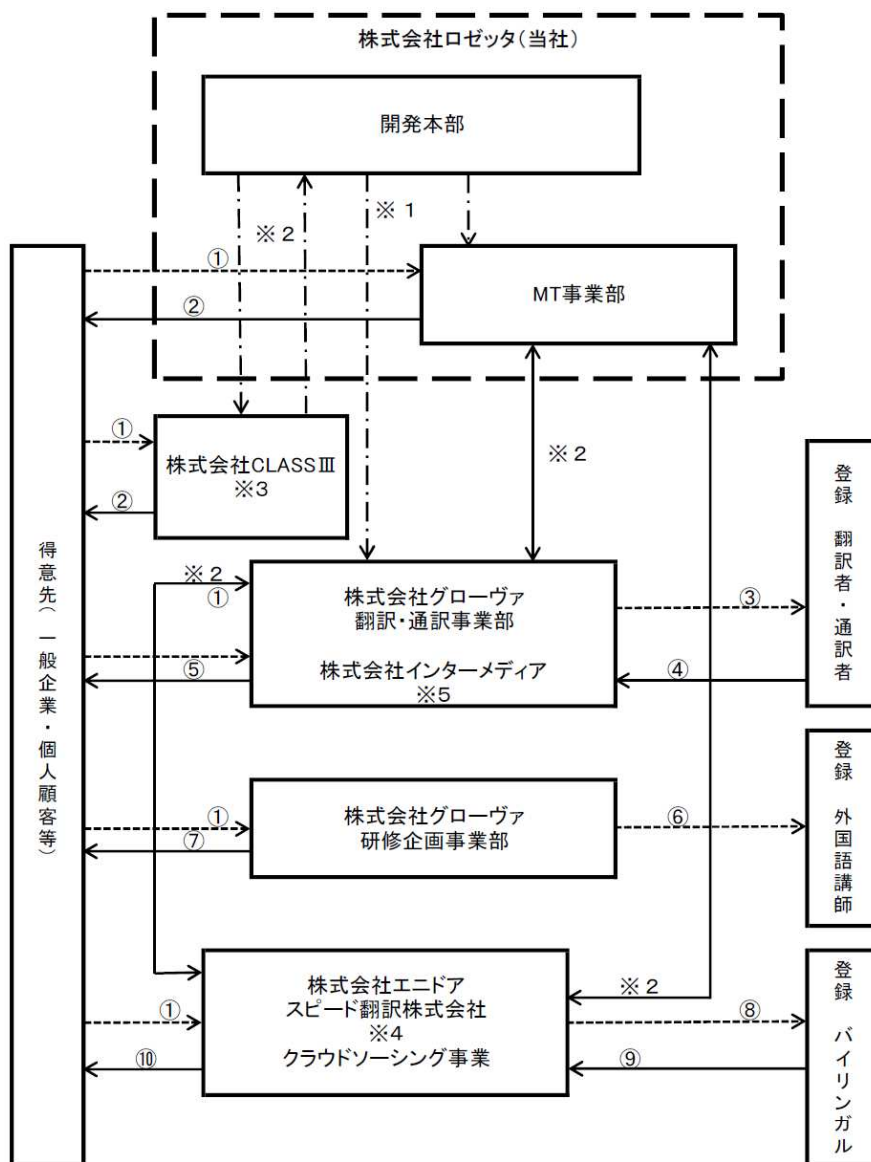 株式会社ロゼッタ(当社)
開発本部
※2
※1
①
MT事業部
②
①
株式会社CLASSⅢ
※3
②
※2
得意先(一般企業・個人顧客等)
※2
①
株式会社グローヴァ
翻訳・通訳事業部
株式会社インターメディア
※5
⑤
③
④
登録 翻訳者・通訳者
①
⑦
株式会社グローヴァ
研修企画事業部
⑥
登録 外国語講師
株式会社エニドア
スピード翻訳株式会社
※4
クラウドソーシング事業
①
⑩
※2
⑧
⑨
登録 バイリンガル